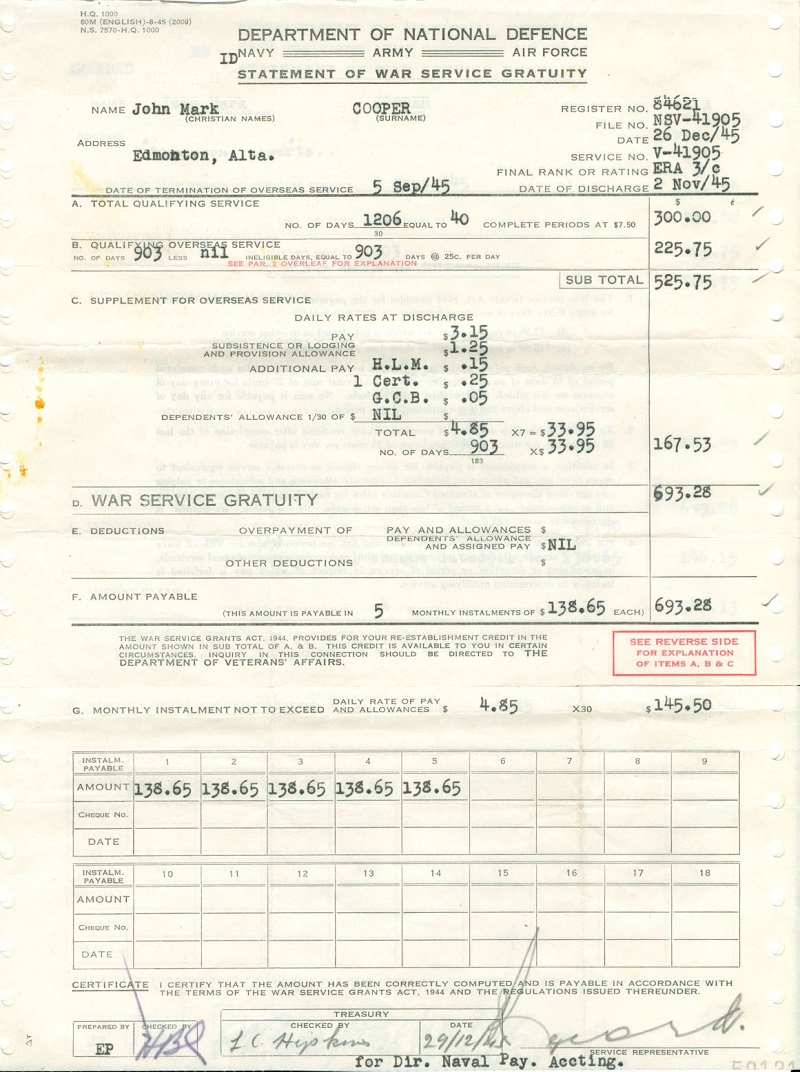 H.Q. 1000
60M (ENGLISH)-8-45 (2009)
N.S. 7570-H.Q. 1000
DEPARTMENT OF NATIONAL DEFENCE
ID NAVY ARMY AIR FORCE
STATEMENT OF WAR SERVICE GRATUITY
NAME John Mark COOPER REGISTER NO. 84621
(CHRISTIAN NAMES) (SURNAME) FILE NO. NSV-41905
DATE 26 Dec/45
ADDRESS Edmonton, Alta. SERVICE NO. V-41905
FINAL RANK OR RATING ERA 3/c
DATE OF TERMINATION OF OVERSEAS SERVICE 5 Sep/45 DATE OF DISCHARGE 2 Nov/45
A. TOTAL QUALIFYING SERVICE $ ¢
NO. OF DAYS 1206 EQUAL TO 40 COMPLETE PERIODS AT $7.50 300.00
30
B. QUALIFYING OVERSEAS SERVICE
NO. OF DAYS 903 LESS nil INELIGIBLE DAYS, EQUAL TO 903 DAYS @ 25c. PER DAY 225.75
SEE PAR. 2 OVERLEAF FOR EXPLANATION
SUB TOTAL 525.75
C. SUPPLEMENT FOR OVERSEAS SERVICE
DAILY RATES AT DISCHARGE
PAY $3.15
SUBSISTENCE OR LODGING
AND PROVISION ALLOWANCE $1.25
ADDITIONAL PAY H.L.M. $ .15
1 Cert. $ .25
G.C.B. $ .05
DEPENDENTS' ALLOWANCE 1/30 OF $ NIL $
TOTAL $4.85 X7 = $33.95
NO. OF DAYS 903 X$ 33.95 167.53
183
D. WAR SERVICE GRATUITY 693.28
E. DEDUCTIONS OVERPAYMENT OF PAY AND ALLOWANCES $
DEPENDENTS' ALLOWANCE
AND ASSIGNED PAY $NIL
OTHER DEDUCTIONS $
F. AMOUNT PAYABLE
(THIS AMOUNT IS PAYABLE IN 5 MONTHLY INSTALMENTS OF $138.65 EACH) 693.28
THE WAR SERVICE GRANTS ACT, 1944, PROVIDES FOR YOUR RE-ESTABLISHMENT CREDIT IN THE
AMOUNT SHOWN IN SUB TOTAL OF A. & B. THIS CREDIT IS AVAILABLE TO YOU IN CERTAIN
CIRCUMSTANCES. INQUIRY IN THIS CONNECTION SHOULD BE DIRECTED TO THE
DEPARTMENT OF VETERANS' AFFAIRS.
SEE REVERSE SIDE
FOR EXPLANATION
OF ITEMS A, B & C
G. MONTHLY INSTALMENT NOT TO EXCEED DAILY RATE OF PAY AND ALLOWANCES $ 4.85 X30 $145.50
INSTALM. PAYABLE 1 2 3 4 5 6 7 8 9
AMOUNT 138.65 138.65 138.65 138.65 138.65
CHEQUE No.
DATE
INSTALM. PAYABLE 10 11 12 13 14 15 16 17 18
AMOUNT
CHEQUE No.
DATE
CERTIFICATE I CERTIFY THAT THE AMOUNT HAS BEEN CORRECTLY COMPUTED AND IS PAYABLE IN ACCORDANCE WITH
THE TERMS OF THE WAR SERVICE GRANTS ACT, 1944 AND THE REGULATIONS ISSUED THEREUNDER.
TREASURY
PREPARED BY CHECKED BY CHECKED BY DATE
EP L.C. Hipkins 29/12/45
SERVICE REPRESENTATIVE
for Dir. Naval Pay. Accting.